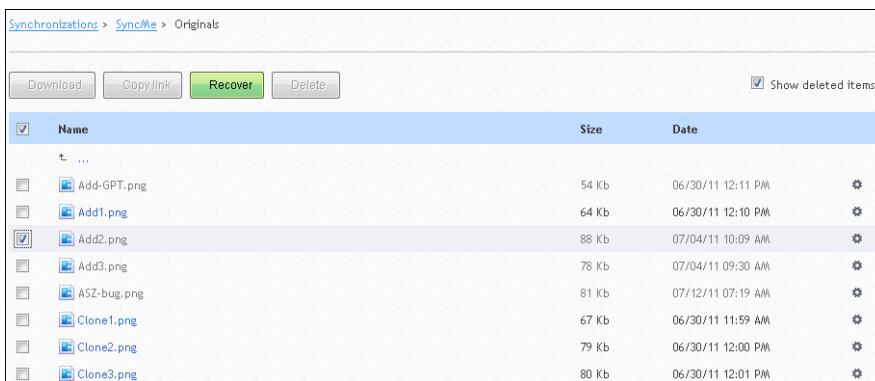 Synchronizations > SyncMe > Originals
Download Copy link Recover Delete Show deleted items
Name Size Date
...
Add-GPT.png 54 Kb 06/30/11 12:11 PM
Add1.png 64 Kb 06/30/11 12:10 PM
Add2.png 88 Kb 07/04/11 10:09 AM
Add3.png 78 Kb 07/04/11 09:30 AM
ASZ-bug.png 81 Kb 07/12/11 07:19 AM
Clone1.png 67 Kb 06/30/11 11:59 AM
Clone2.png 79 Kb 06/30/11 12:00 PM
Clone3.png 80 Kb 06/30/11 12:01 PM